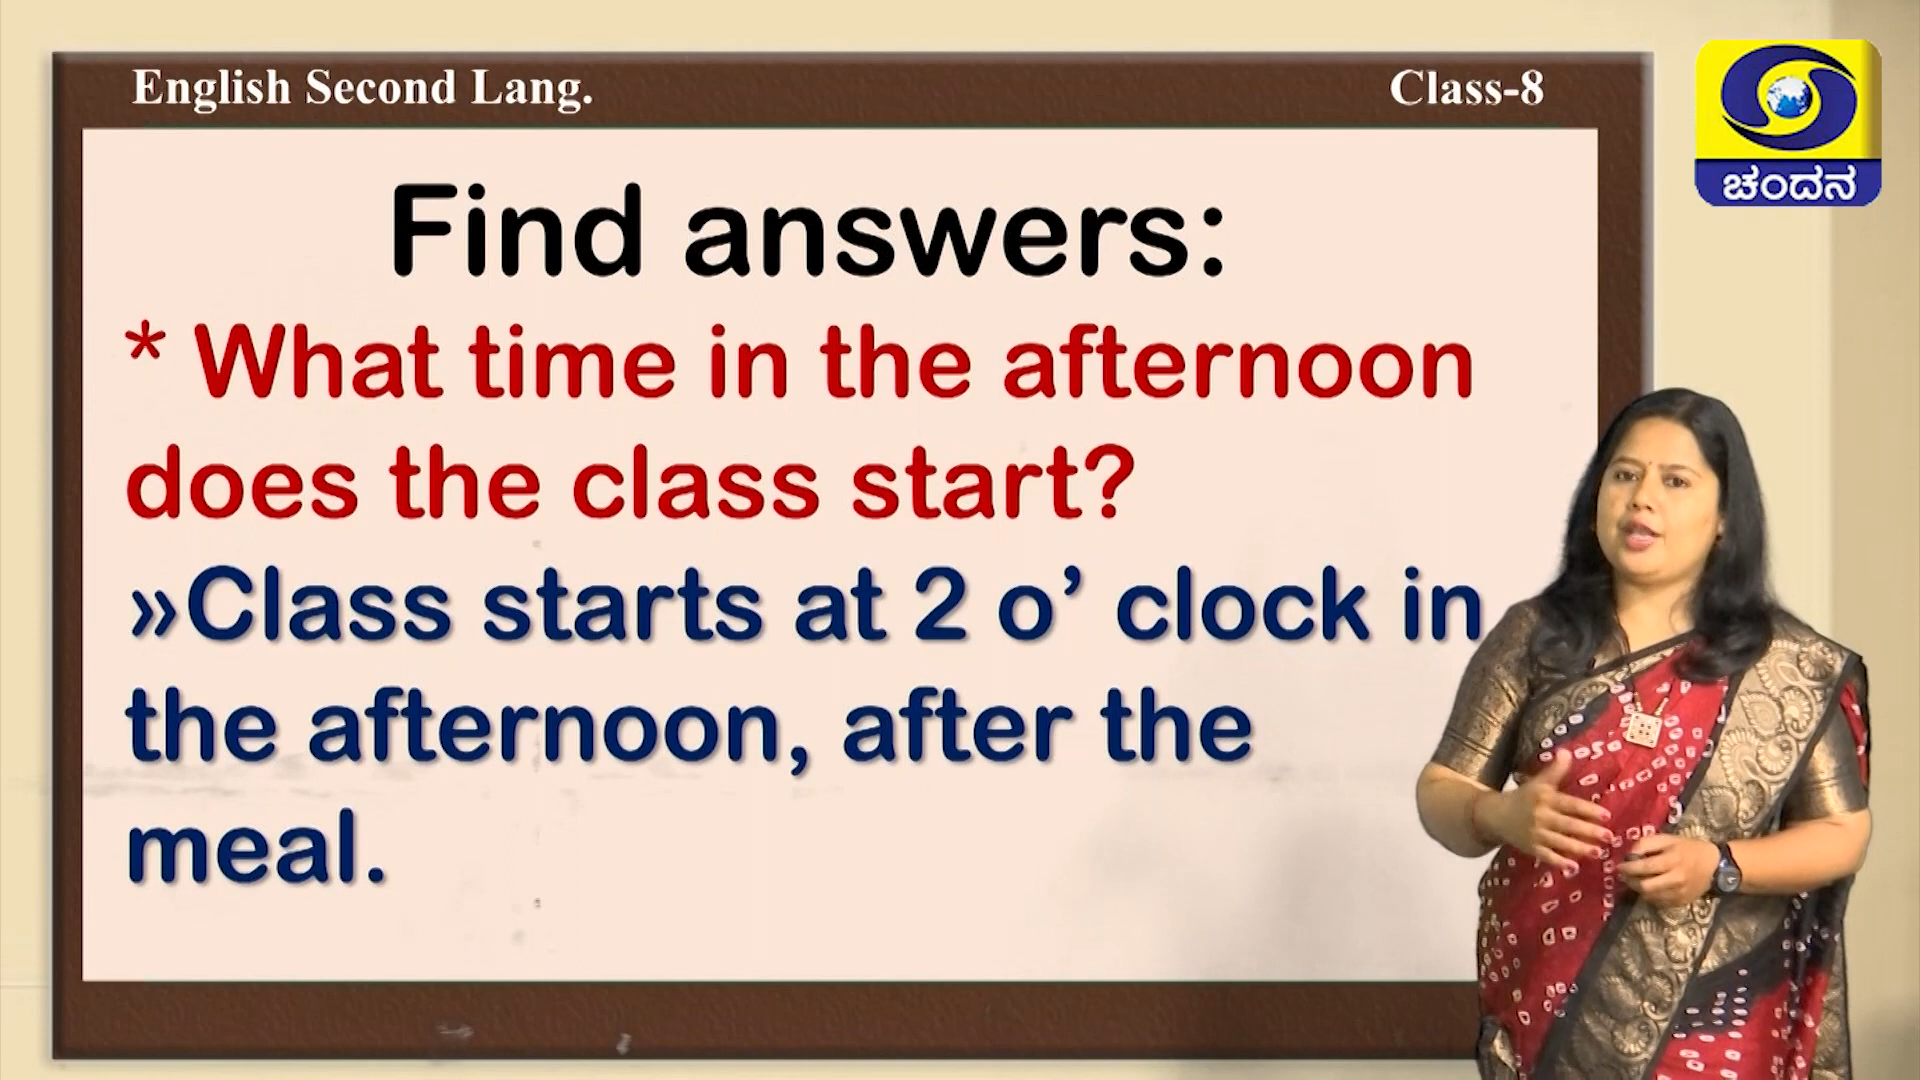 English Second Lang.
Class-8
ಚಂದನ
Find answers:
* What time in the afternoon
does the class start?
»Class starts at 2 o’ clock in
the afternoon, after the
meal.